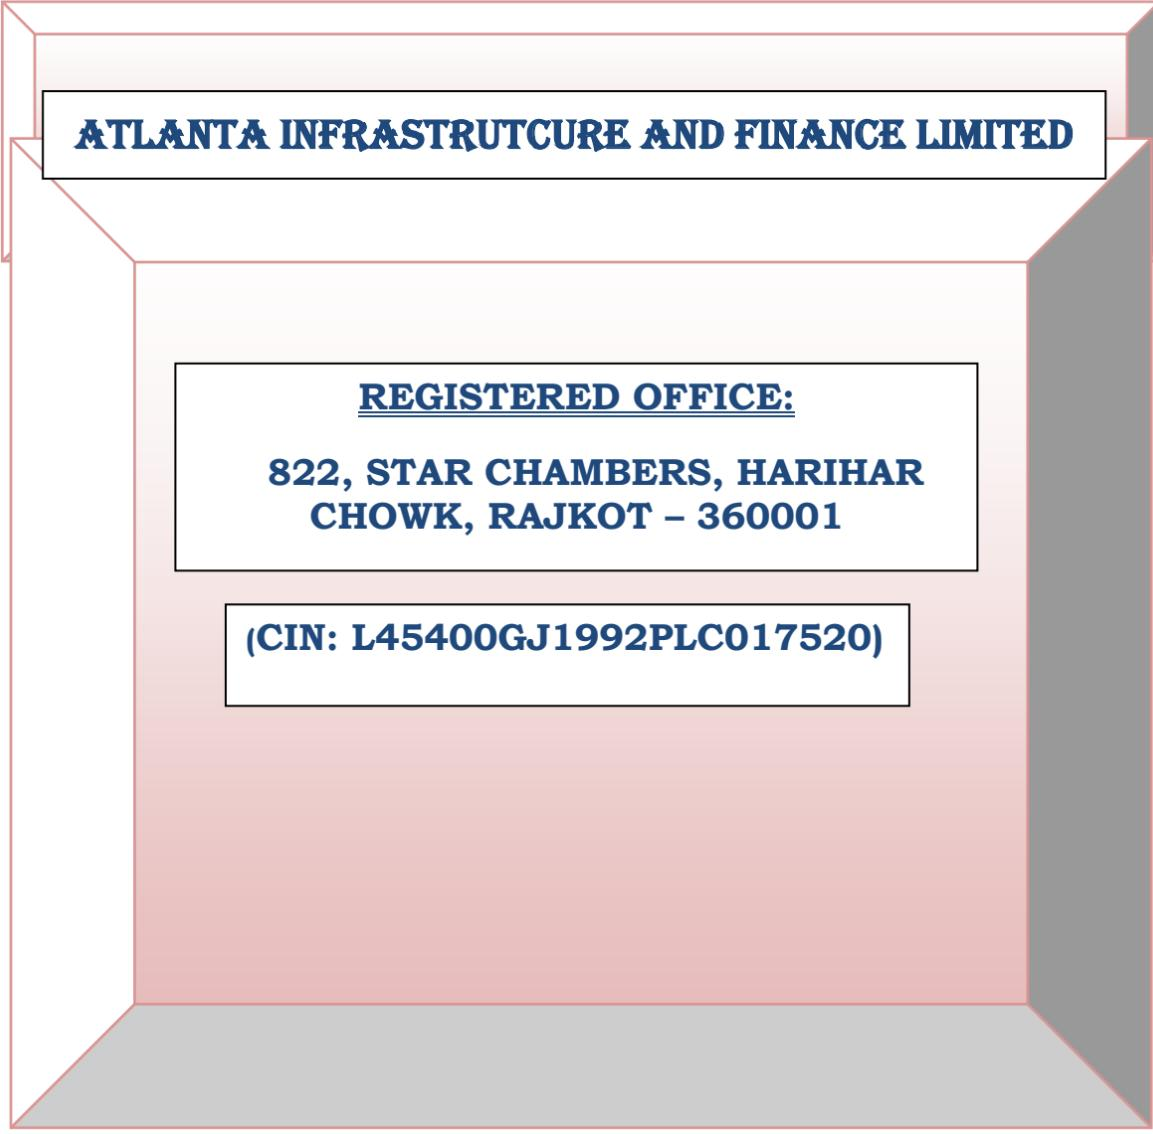 ATLANTA INFRASTRUTCURE AND FINANCE LIMITED
REGISTERED OFFICE:
822, STAR CHAMBERS, HARIHAR
CHOWK, RAJKOT – 360001
(CIN: L45400GJ1992PLC017520)